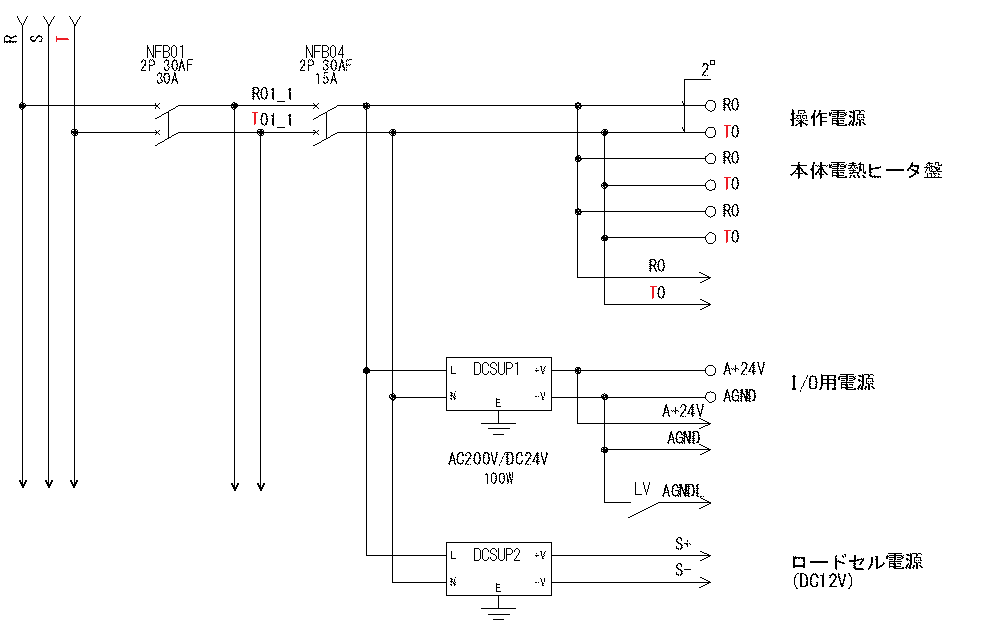 R
S
T
NFB01
2P 30AF
30A
NFB04
2P 30AF
15A
R01_1
T01_1
2°
R0
T0
R0
T0
R0
T0
R0
T0
操作電源
本体電熱ヒータ盤
L
DCSUP1
+V
N
E
-V
AC200V/DC24V
100W
A+24V
AGND
A+24V
AGND
LV
AGND1
I/O用電源
L
DCSUP2
+V
N
E
-V
S+
S-
ロードセル電源
(DC12V)